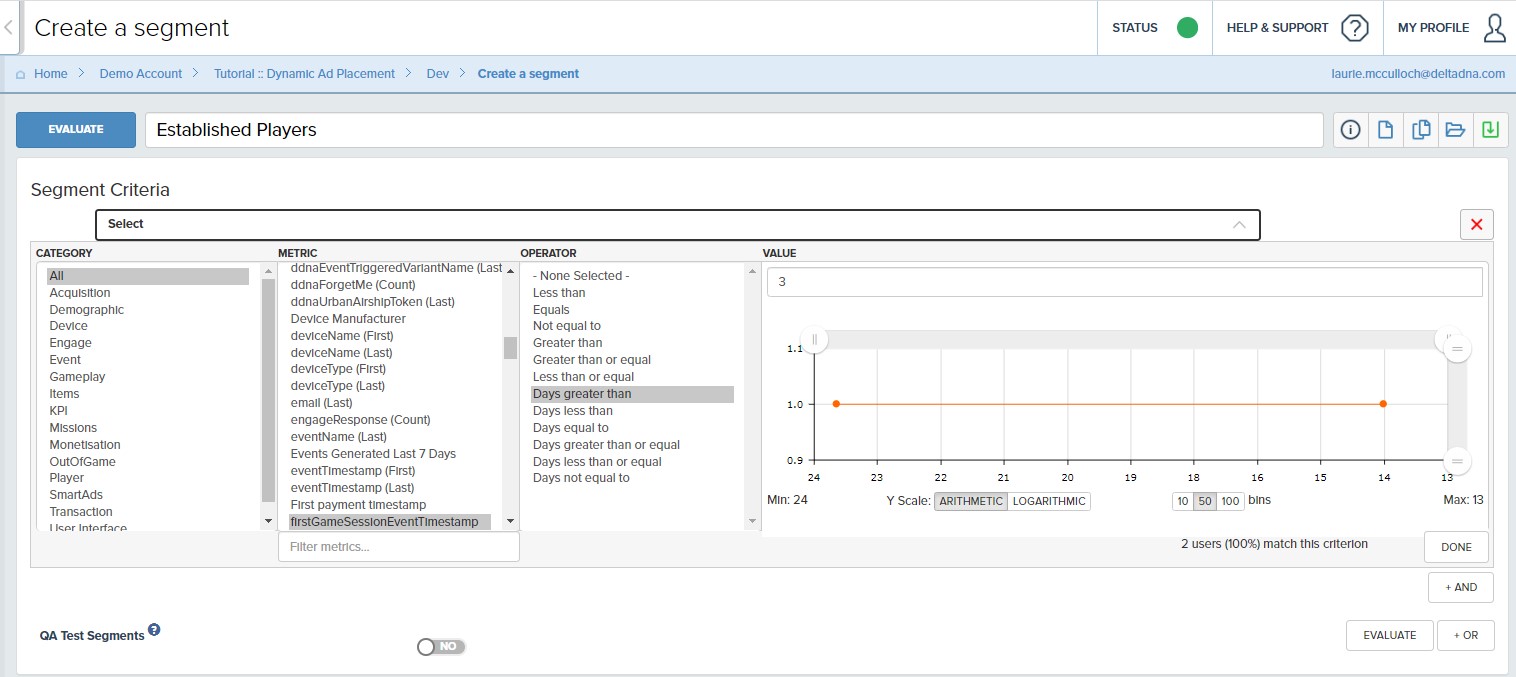 Create a segment
STATUS
HELP & SUPPORT
?
MY PROFILE
Home > Demo Account > Tutorial :: Dynamic Ad Placement > Dev > Create a segment
laurie.mcculloch@deltadna.com
EVALUATE
Established Players
Segment Criteria
Select
CATEGORY
All
Acquisition
Demographic
Device
Engage
Event
Gameplay
Items
KPI
Missions
Monetisation
OutOfGame
Player
SmartAds
Transaction
User Interface
METRIC
ddnaEventTriggeredVariantName (Last
ddnaForgetMe (Count)
ddnaUrbanAirshipToken (Last)
Device Manufacturer
deviceName (First)
deviceName (Last)
deviceType (First)
deviceType (Last)
email (Last)
engageResponse (Count)
eventName (Last)
Events Generated Last 7 Days
eventTimestamp (First)
eventTimestamp (Last)
First payment timestamp
firstGameSessionEventTimestamp
Filter metrics...
OPERATOR
- None Selected -
Less than
Equals
Not equal to
Greater than
Greater than or equal
Less than or equal
Days greater than
Days less than
Days equal to
Days greater than or equal
Days less than or equal
Days not equal to
VALUE
3
1.1
1.0
0.9
24 23 22 21 20 19 18 17 16 15 14 13
Min: 24
Y Scale: ARITHMETIC LOGARITHMIC
10 50 100 bins
Max: 13
2 users (100%) match this criterion
DONE
+ AND
QA Test Segments ?
NO
EVALUATE
+ OR